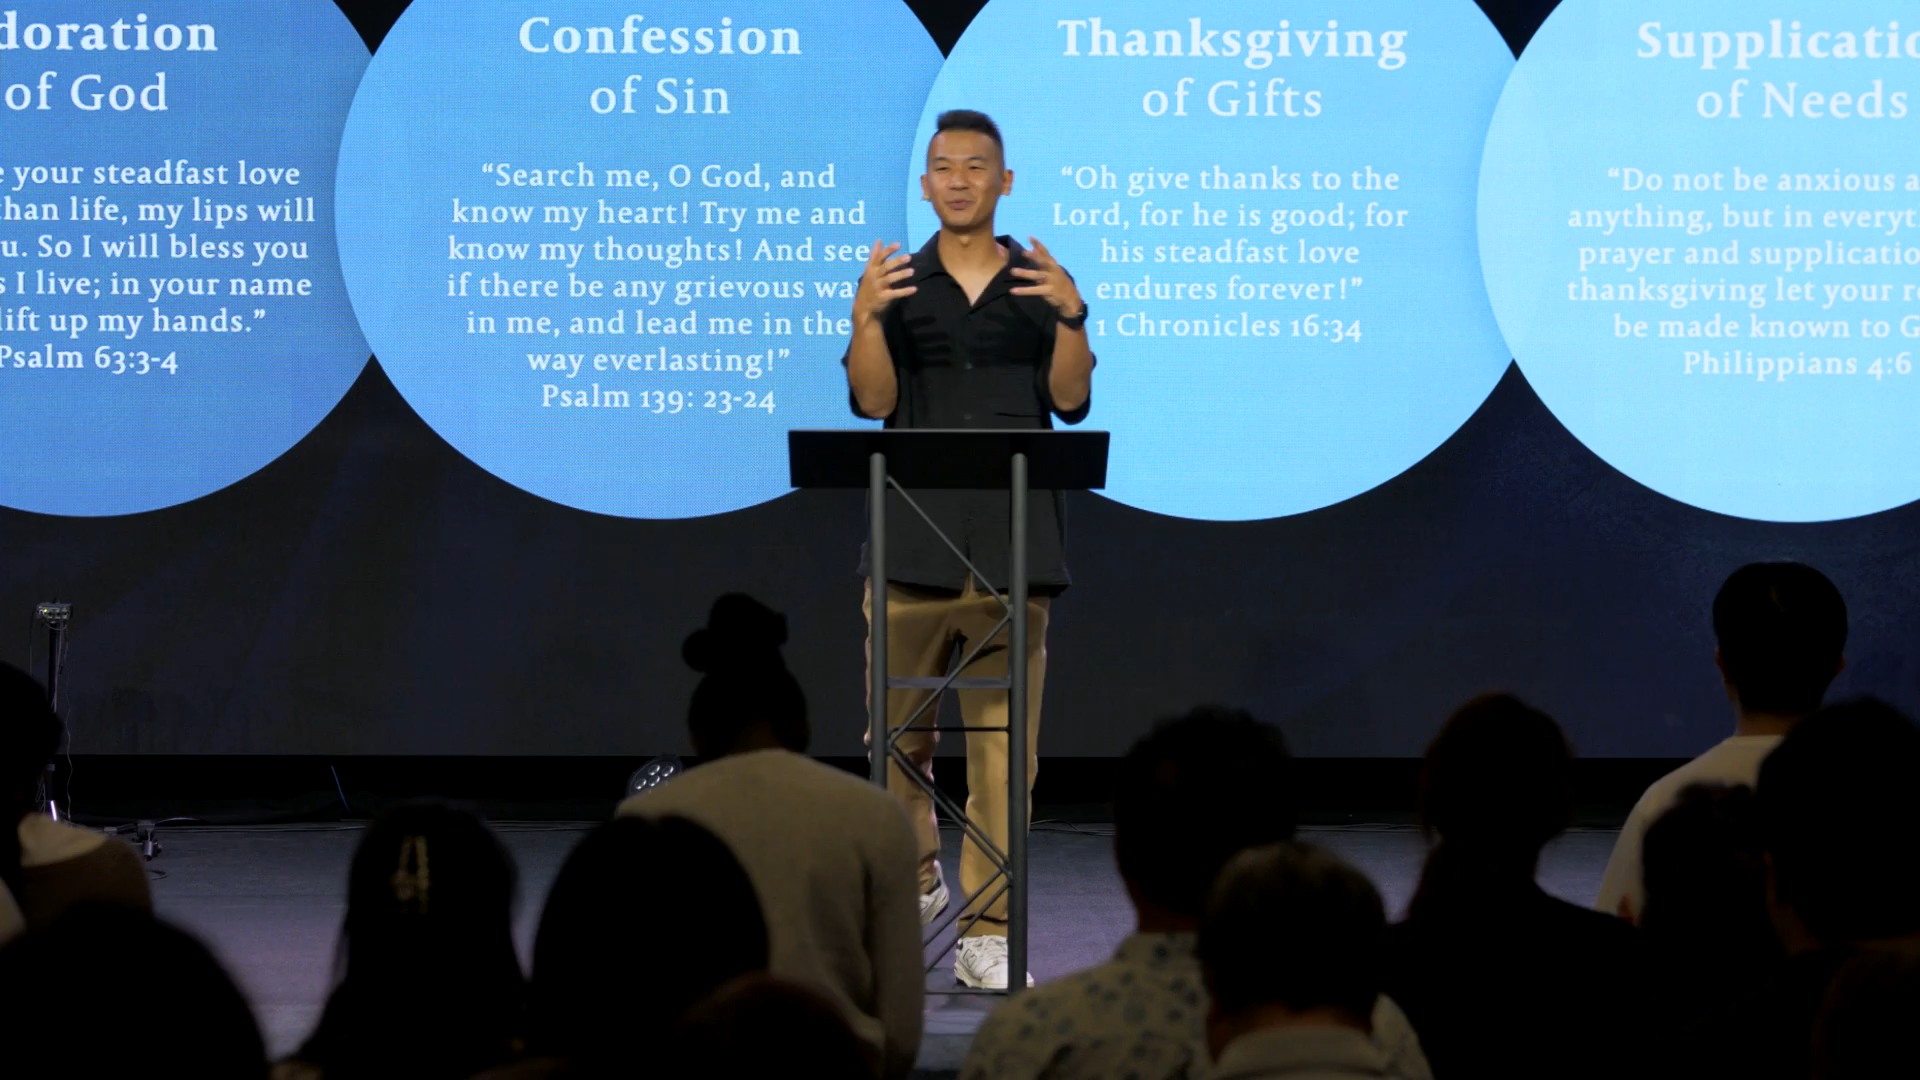 doration
of God
your steadfast love
than life, my lips will
u. So I will bless you
s I live; in your name
lift up my hands.”
Psalm 63:3-4
Confession
of Sin
“Search me, O God, and
know my heart! Try me and
know my thoughts! And see
if there be any grievous wa
in me, and lead me in the
way everlasting!”
Psalm 139: 23-24
Thanksgiving
of Gifts
“Oh give thanks to the
Lord, for he is good; for
his steadfast love
endures forever!”
1 Chronicles 16:34
Supplicatio
of Needs
“Do not be anxious a
anything, but in everyt
prayer and supplicatio
thanksgiving let your r
be made known to G
Philippians 4:6